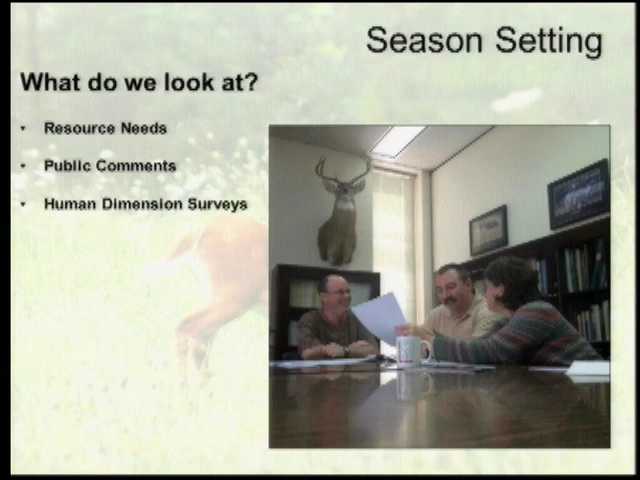 Season Setting
What do we look at?
• Resource Needs
• Public Comments
• Human Dimension Surveys